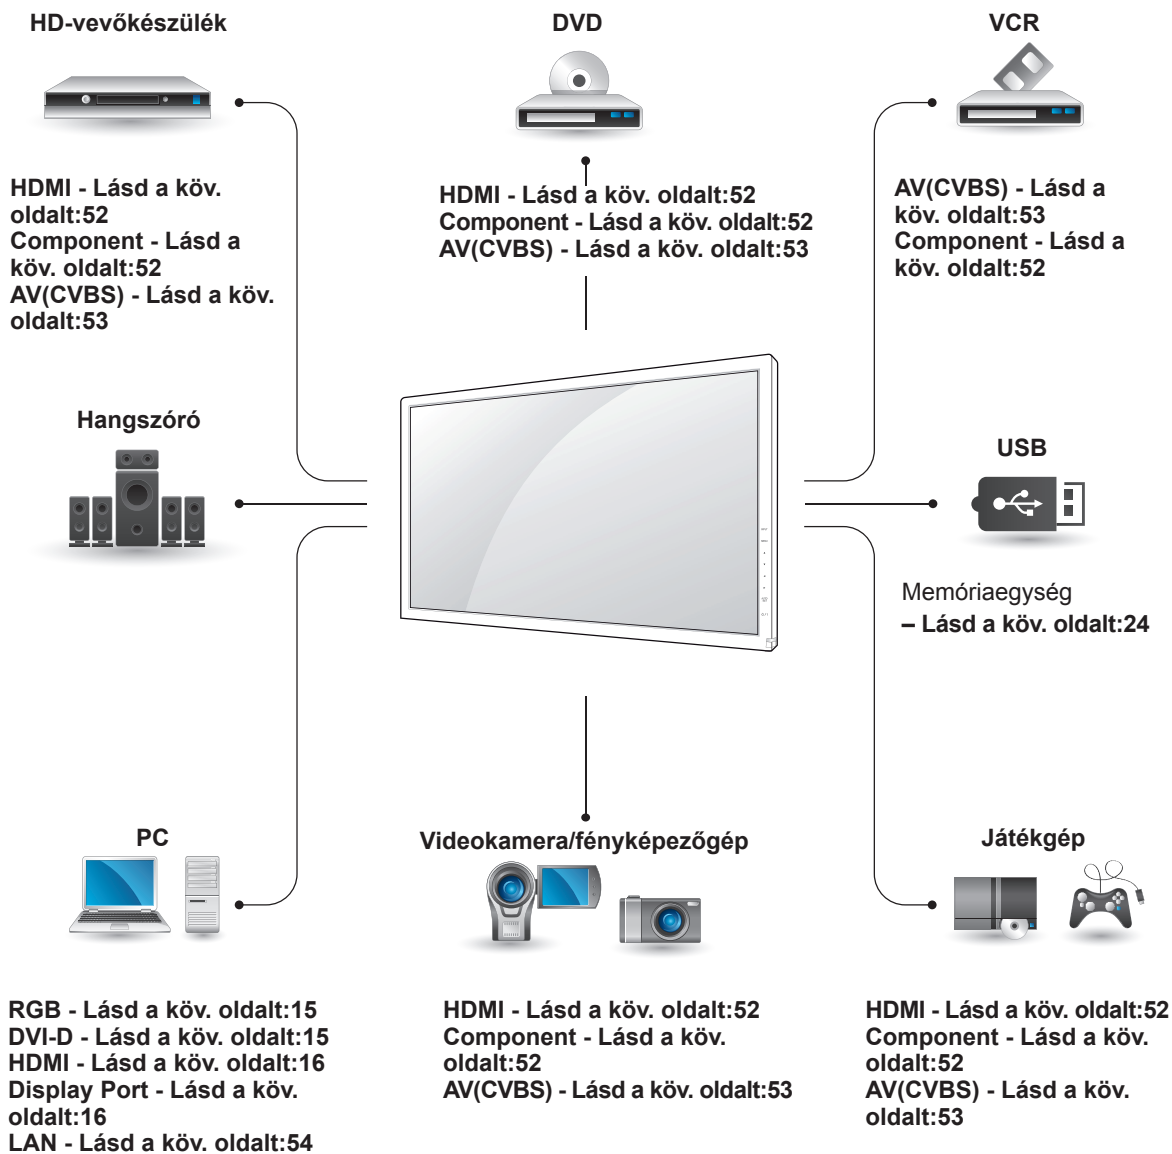 HD-vevőkészülék
DVD
VCR
HDMI - Lásd a köv.
oldalt:52
Component - Lásd a
köv. oldalt:52
AV(CVBS) - Lásd a köv.
oldalt:53
HDMI - Lásd a köv. oldalt:52
Component - Lásd a köv. oldalt:52
AV(CVBS) - Lásd a köv. oldalt:53
AV(CVBS) - Lásd a
köv. oldalt:53
Component - Lásd a
köv. oldalt:52
Hangszóró
USB
Memóriaegység
– Lásd a köv. oldalt:24
PC
Videokamera/fényképezőgép
Játékgép
RGB - Lásd a köv. oldalt:15
DVI-D - Lásd a köv. oldalt:15
HDMI - Lásd a köv. oldalt:16
Display Port - Lásd a köv.
oldalt:16
LAN - Lásd a köv. oldalt:54
HDMI - Lásd a köv. oldalt:52
Component - Lásd a köv.
oldalt:52
AV(CVBS) - Lásd a köv. oldalt:53
HDMI - Lásd a köv. oldalt:52
Component - Lásd a köv.
oldalt:52
AV(CVBS) - Lásd a köv.
oldalt:53